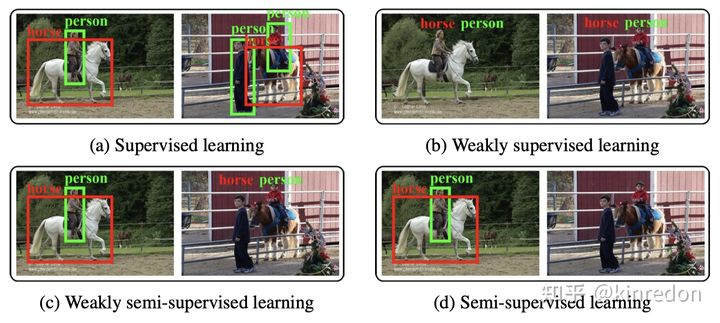 person
horse
person
person
horse
(a) Supervised learning
horse person
horse person
(b) Weakly supervised learning
person
horse
horse person
(c) Weakly semi-supervised learning
person
horse
(d) Semi-supervised learning
知乎 @kinredon